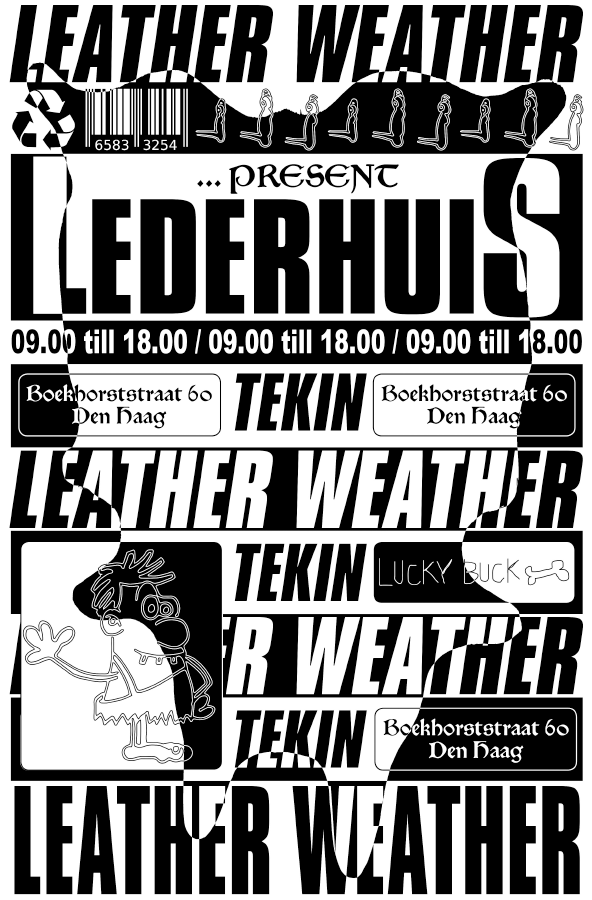 LEATHER WEATHER
6583 3254
... PRESENT
LEDERHUIS
09.00 till 18.00 / 09.00 till 18.00 / 09.00 till 18.00
Boekhorststraat 60
Den Haag
TEKIN
Boekhorststraat 60
Den Haag
LEATHER WEATHER
TEKIN
LUCKY BUCK
ER WEATHER
TEKIN
Boekhorststraat 60
Den Haag
LEATHER WEATHER